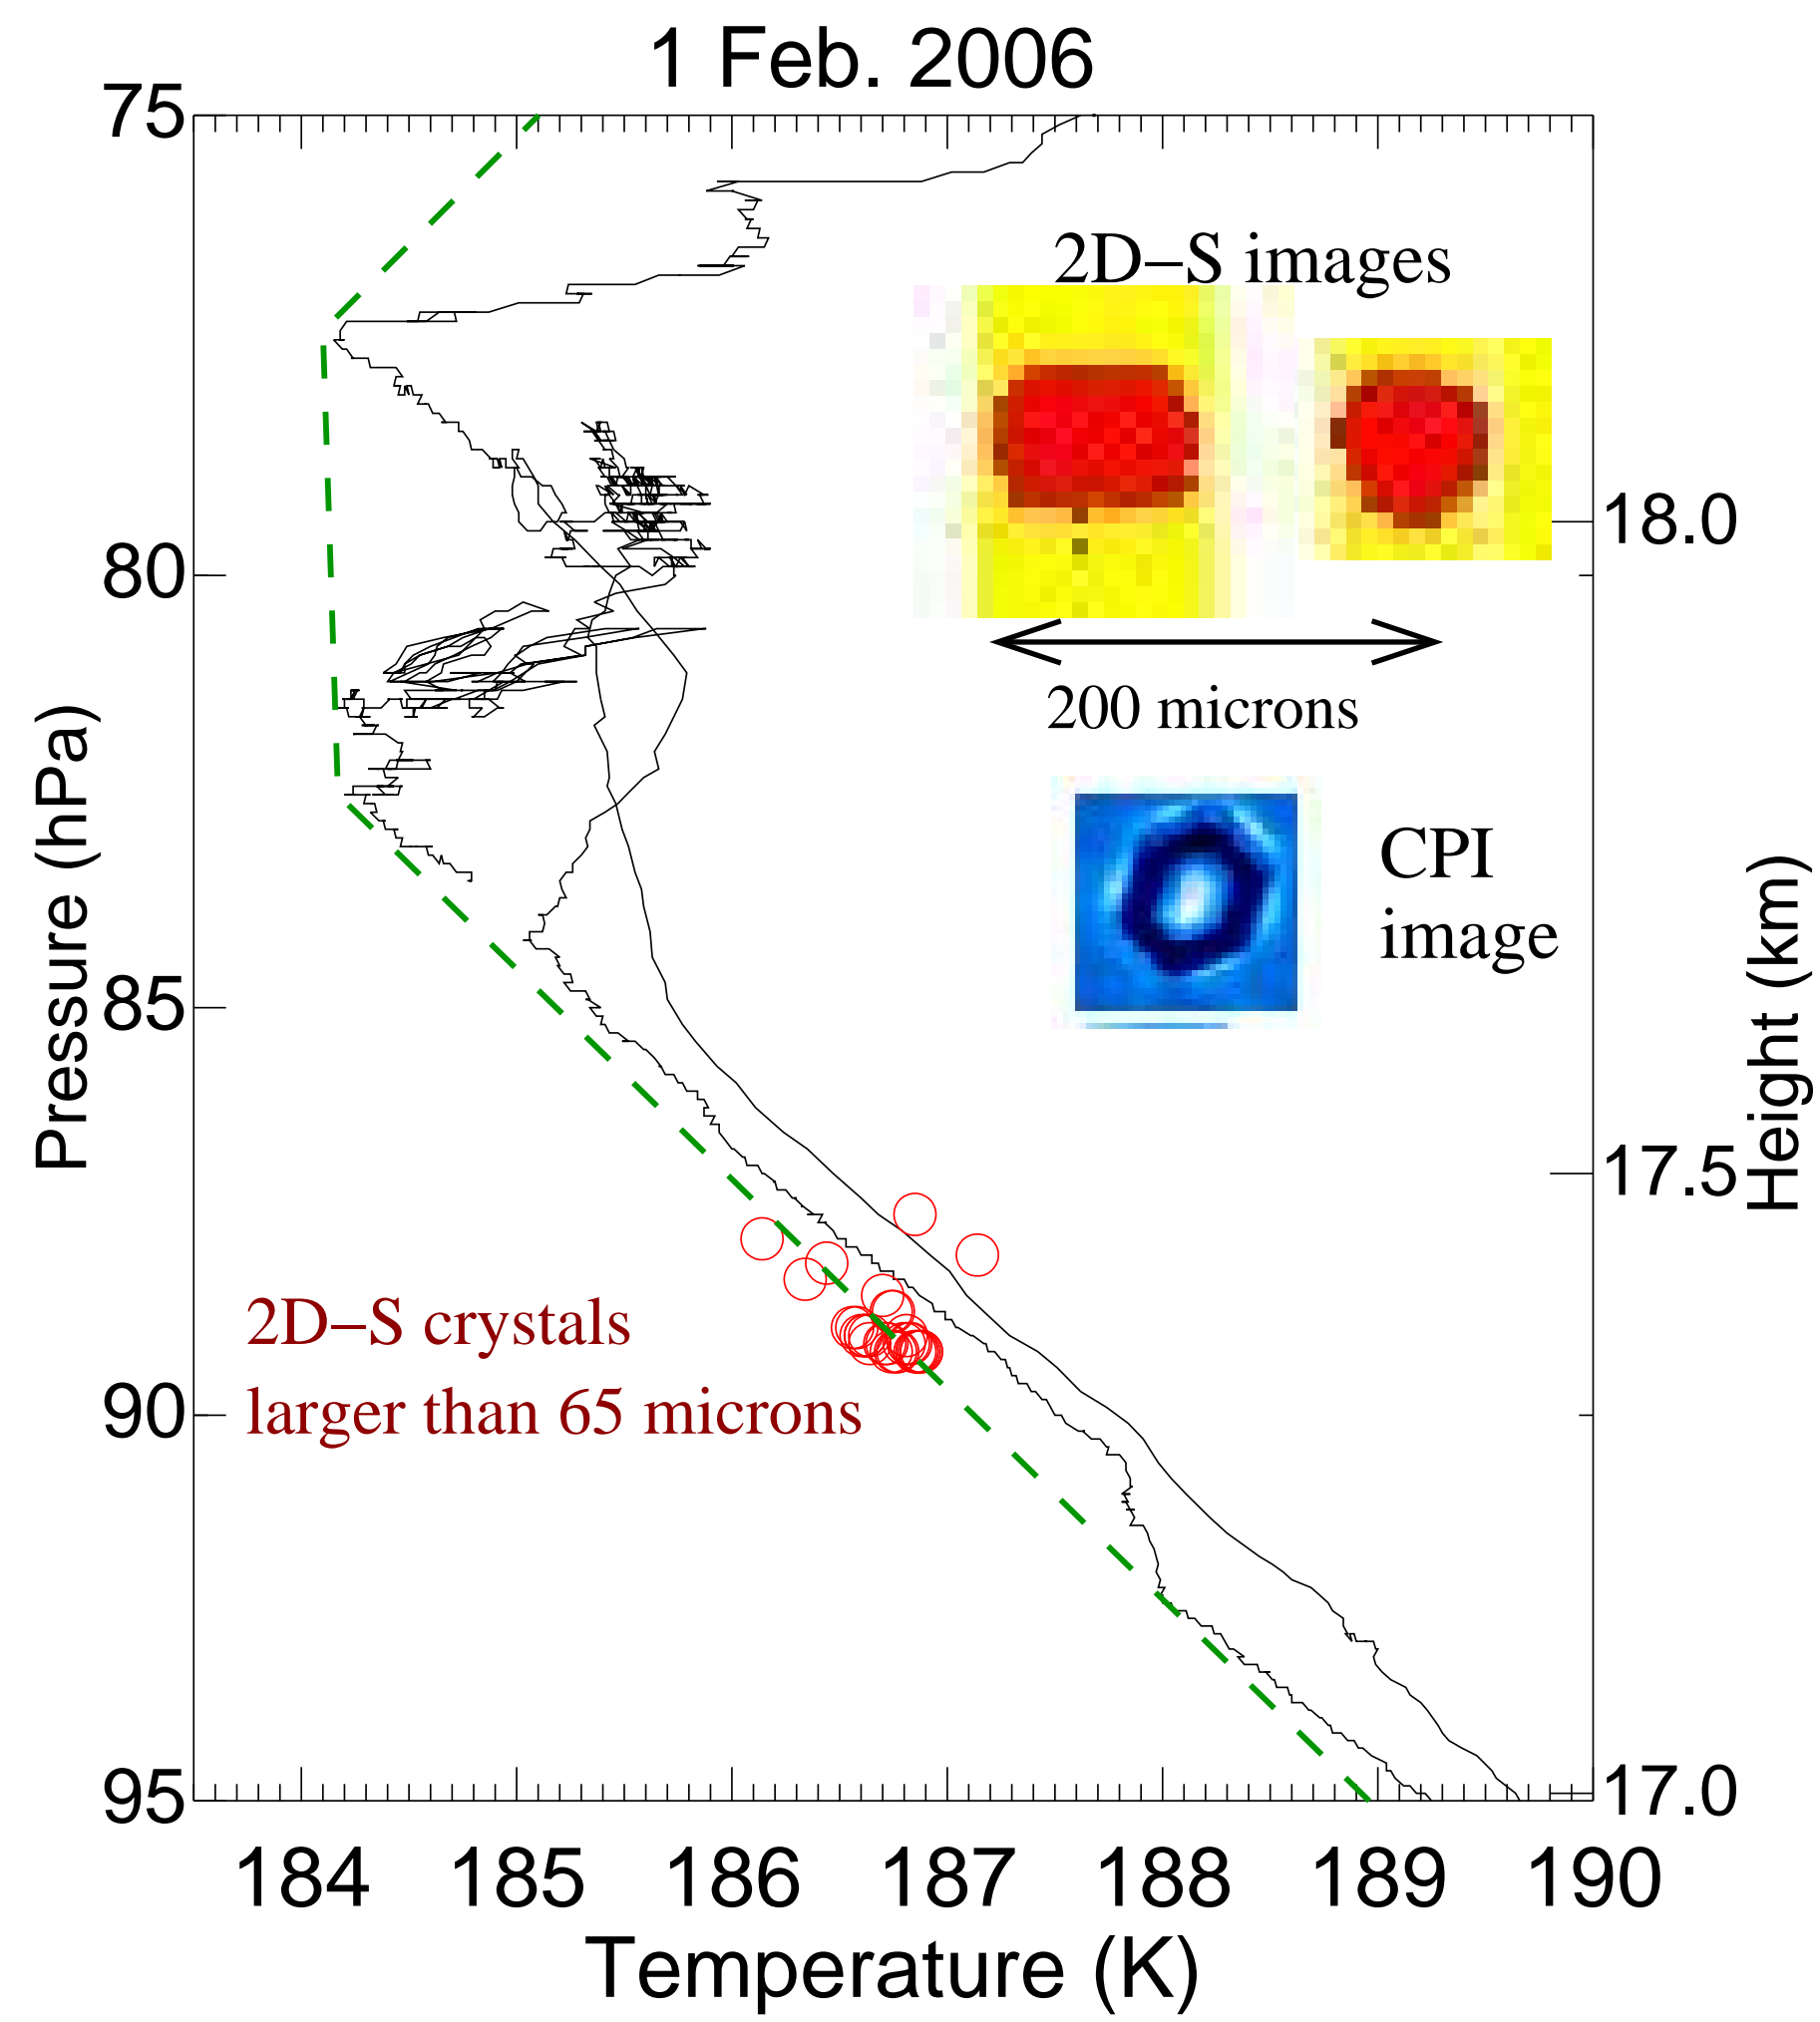 1 Feb. 2006
75
80
85
90
95
Pressure (hPa)
2D−S images
200 microns
CPI
image
2D−S crystals
larger than 65 microns
18.0
17.5
17.0
Height (km)
184 185 186 187 188 189 190
Temperature (K)